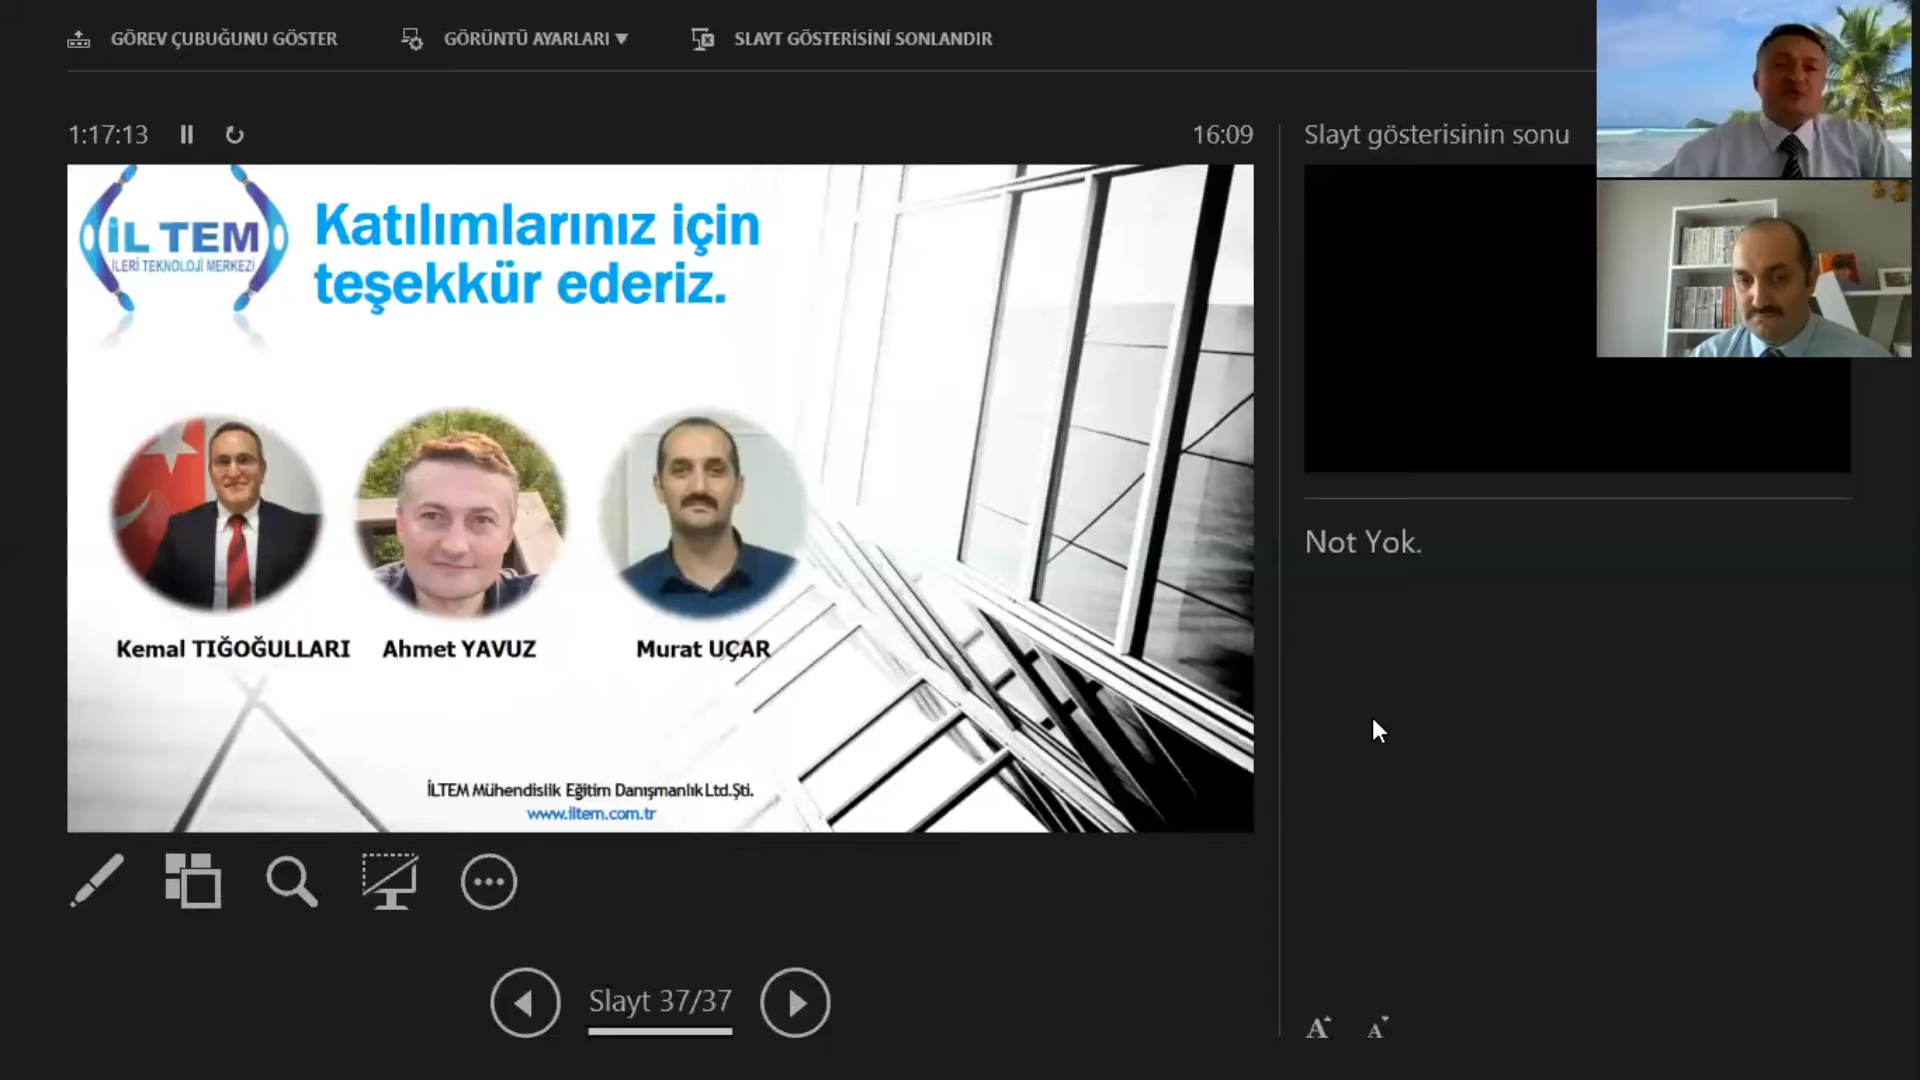 GÖREV ÇUBUĞUNU GÖSTER
GÖRÜNTÜ AYARLARI
SLAYT GÖSTERİSİNİ SONLANDIR
1:17:13
16:09
İL TEM
İLERİ TEKNOLOJİ MERKEZİ
Katılımlarınız için
teşekkür ederiz.
Kemal TIĞOĞULLARI
Ahmet YAVUZ
Murat UÇAR
İLTEM Mühendislik Eğitim Danışmanlık Ltd.Şti.
www.iltem.com.tr
Slayt 37/37
Slayt gösterisinin sonu
Not Yok.
A
A